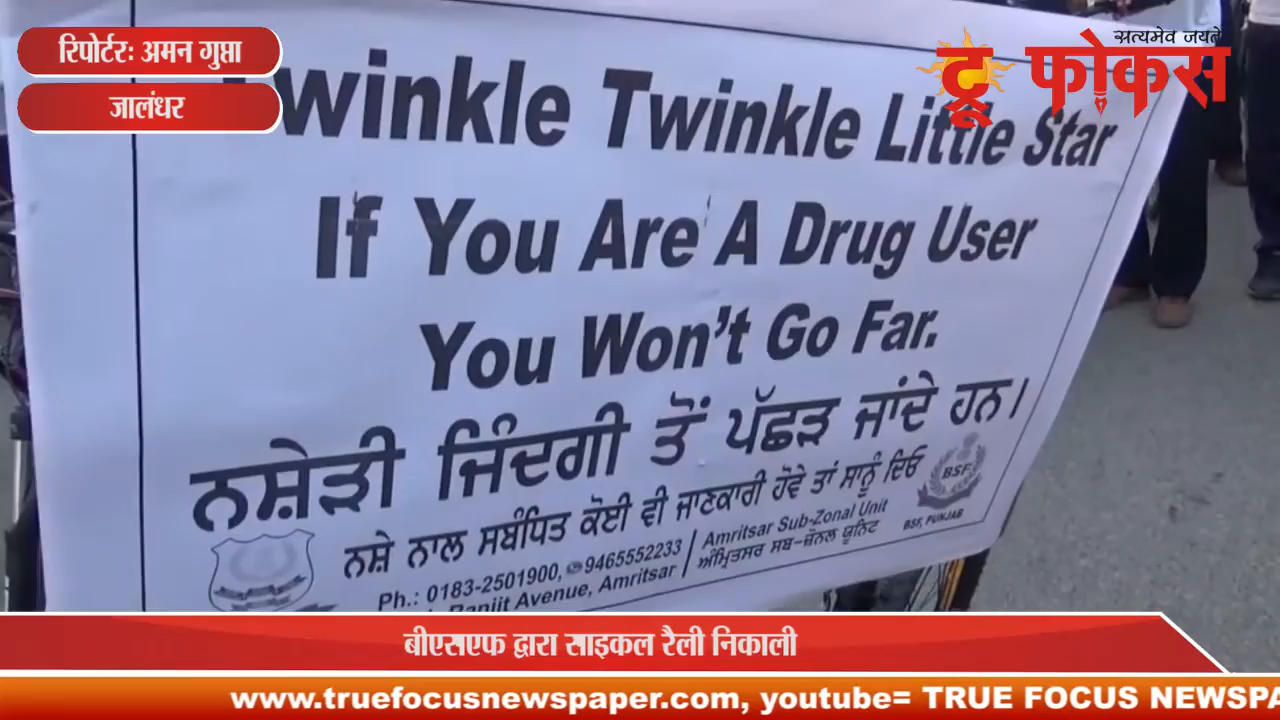 रिपोर्टरः अमन गुप्ता
जालंधर
सत्यमेव जयते
ट्रू फोकस
Twinkle Twinkle Little Star
If You Are A Drug User
You Won't Go Far.
ਨਸ਼ੇੜੀ ਜਿੰਦਗੀ ਤੋਂ ਪੱਛੜ ਜਾਂਦੇ ਹਨ।
ਨਸ਼ੇ ਨਾਲ ਸਬੰਧਿਤ ਕੋਈ ਵੀ ਜਾਣਕਾਰੀ ਹੋਵੇ ਤਾਂ ਸਾਨੂੰ ਦਿਓ
BSF
BSF, PUNJAB
Ph.: 0183-2501900, 9465552233
Ranjit Avenue, Amritsar
Amritsar Sub-Zonal Unit
ਅੰਮ੍ਰਿਤਸਰ ਸਬ-ਜ਼ੋਨਲ ਯੂਨਿਟ
बीएसएफ द्वारा साइकल रैली निकाली
www.truefocusnewspaper.com, youtube= TRUE FOCUS NEWSPA